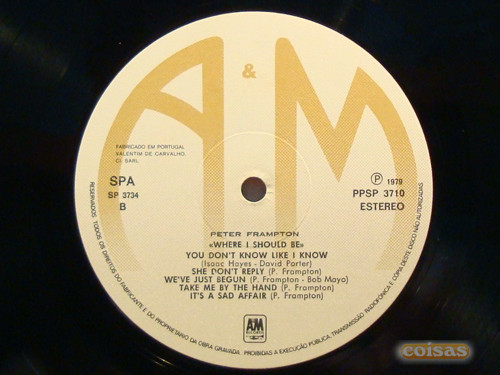 A & M
FABRICADO EM PORTUGAL
VALENTIM DE CARVALHO
CI SARL
SPA
SP 3734
B
P 1979
PPSP 3710
ESTEREO
PETER FRAMPTON
«WHERE I SHOULD BE»
YOU DON'T KNOW LIKE I KNOW
(Isaac Hayes - David Porter)
SHE DON'T REPLY (P. Frampton)
WE'VE JUST BEGUN (P. Frampton - Bob Mayo)
TAKE ME BY THE HAND (P. Frampton)
IT'S A SAD AFFAIR (P. Frampton)
A&M
RECORDS
RESERVADOS TODOS OS DIREITOS DO FABRICANTE E DO PROPRIETÁRIO DA OBRA GRAVADA. PROIBIDAS A EXECUÇÃO PÚBLICA, TRANSMISSÃO RADIOFÓNICA E CÓPIA DESTE DISCO NÃO AUTORIZADAS
coisas